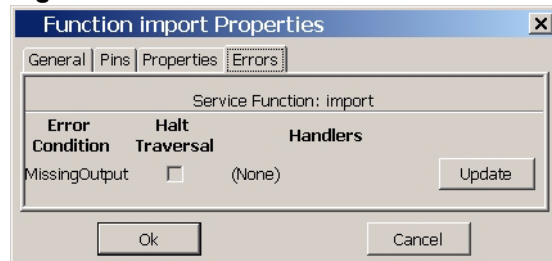 Function import Properties
General Pins Properties Errors
Service Function: import
Error Condition Halt Traversal Handlers
MissingOutput (None) Update
Ok Cancel